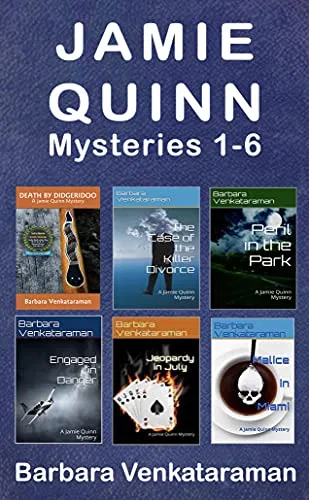 JAMIE
QUINN
Mysteries 1-6
DEATH BY DIDGERIDOO
A Jamie Quinn Mystery
Barbara Venkataraman
Barbara
Venkataraman
The
Case of the
Killer
Divorce
A Jamie Quinn
Mystery
Barbara
Venkataraman
Peril
in the
Park
A Jamie Quinn
Mystery
Barbara
Venkataraman
Engaged
in
Danger
A Jamie Quinn
Mystery
Barbara
Venkataraman
Jeopardy
in July
A Jamie Quinn
Mystery
Barbara
Venkataraman
Malice
In
Miami
A Jamie Quinn Mystery
Barbara Venkataraman